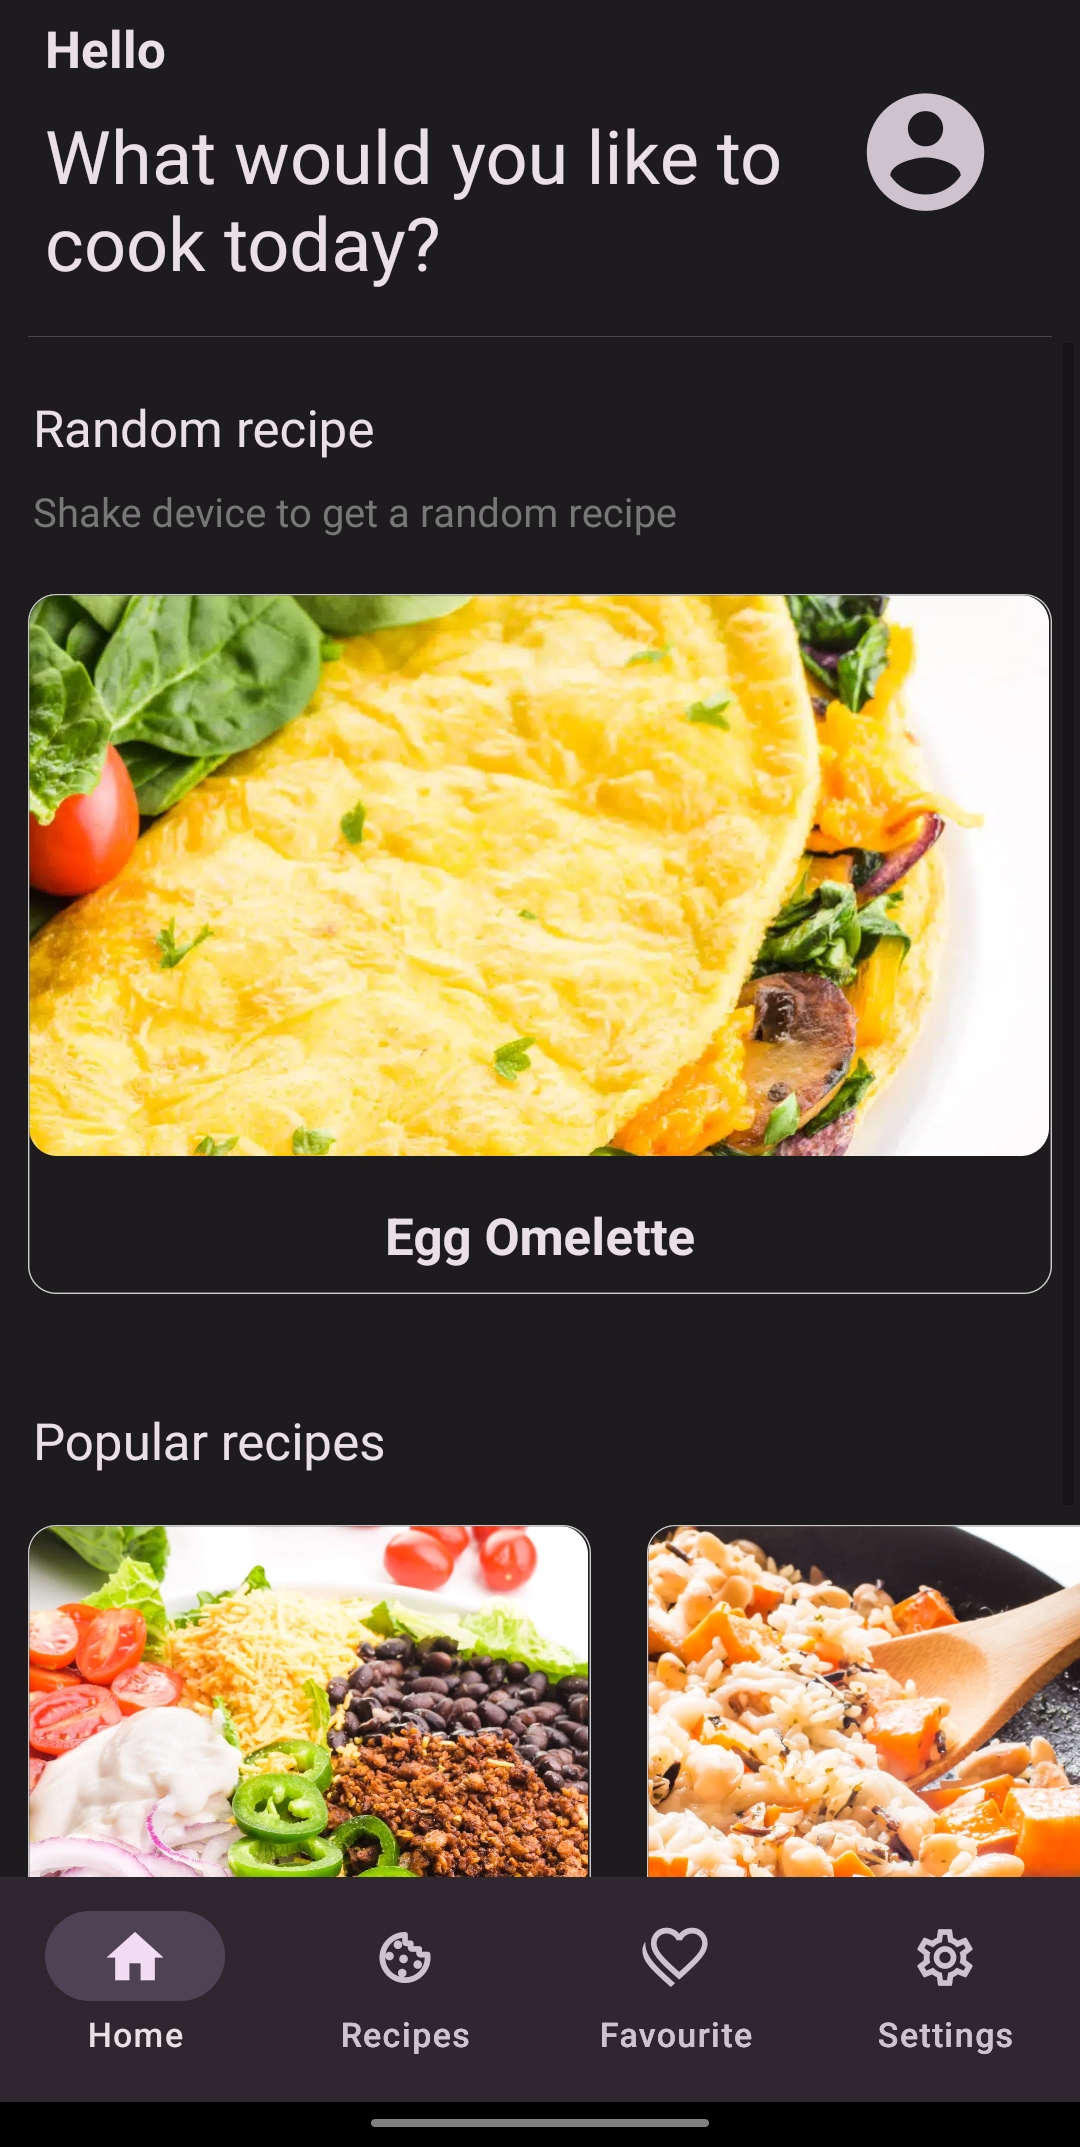 Hello
What would you like to
cook today?
Random recipe
Shake device to get a random recipe
Egg Omelette
Popular recipes
Home
Recipes
Favourite
Settings